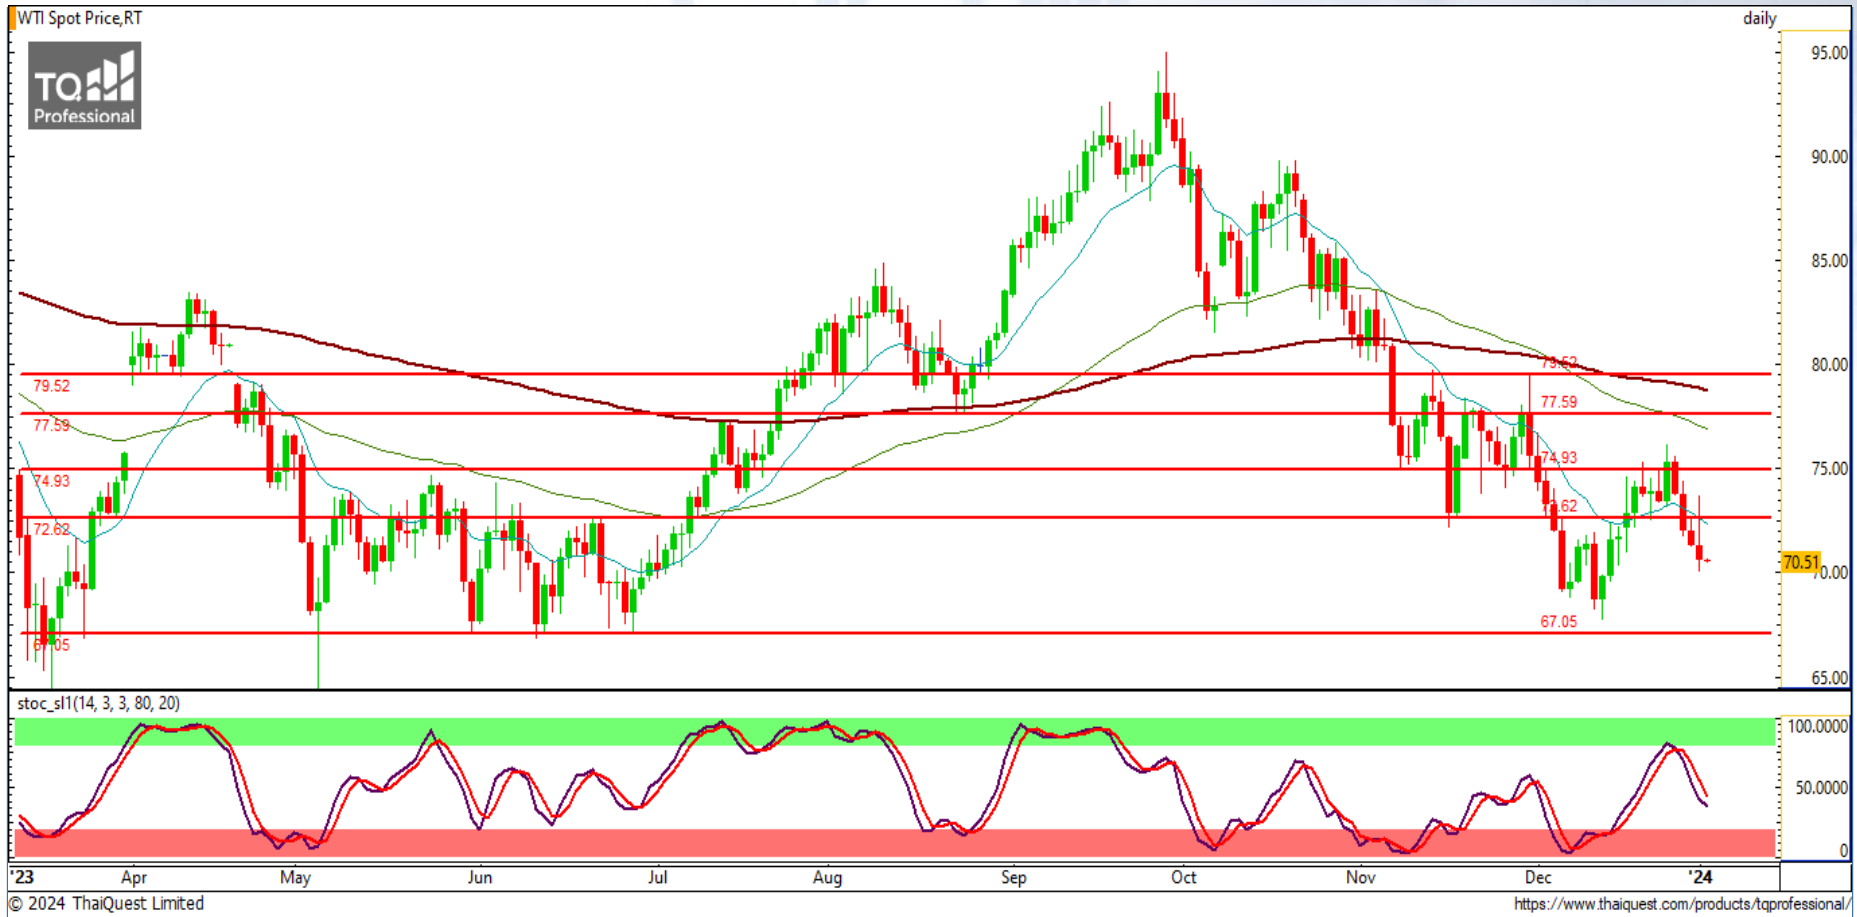 WTI Spot Price,RT
daily
TQ
Professional
95.00
90.00
85.00
80.00
75.00
70.00
65.00
79.52
77.59
74.93
72.62
67.05
79.52
77.59
74.93
72.62
67.05
70.51
stoc_sl1(14, 3, 3, 80, 20)
100.0000
50.0000
0
'23 Apr May Jun Jul Aug Sep Oct Nov Dec '24
© 2024 ThaiQuest Limited
https://www.thaiquest.com/products/tqprofessional/